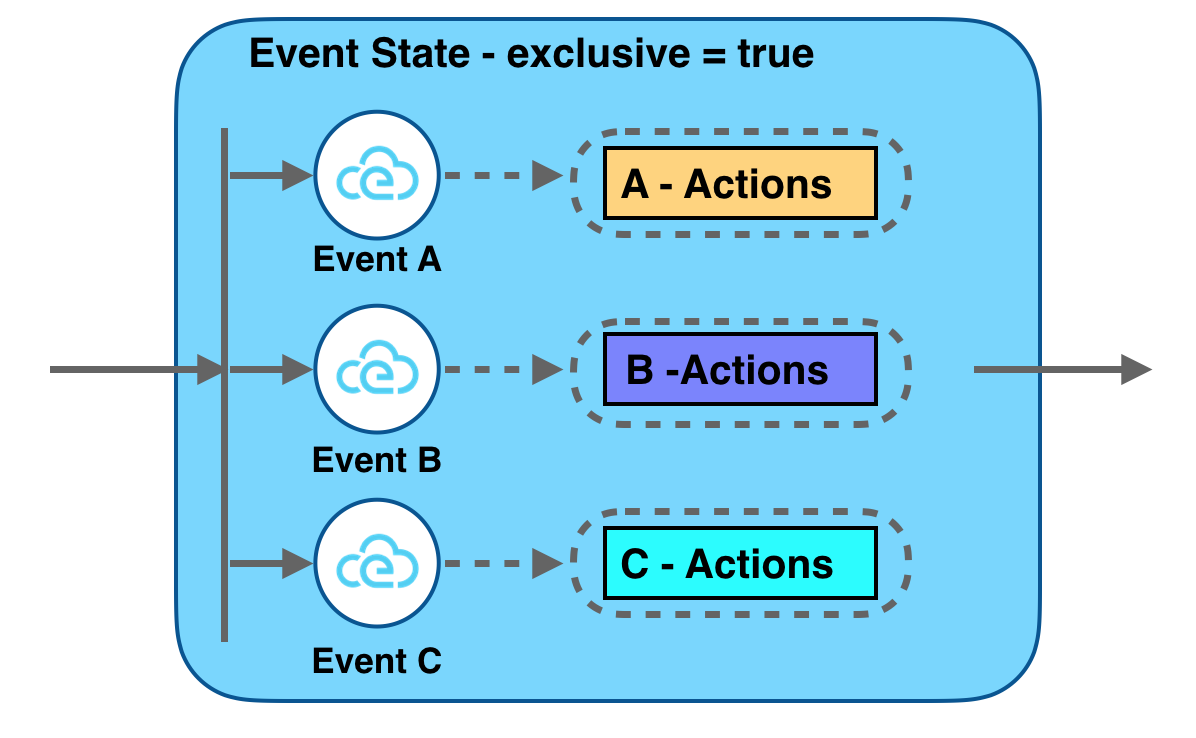 Event State - exclusive = true
A - Actions
Event A
B -Actions
Event B
C - Actions
Event C